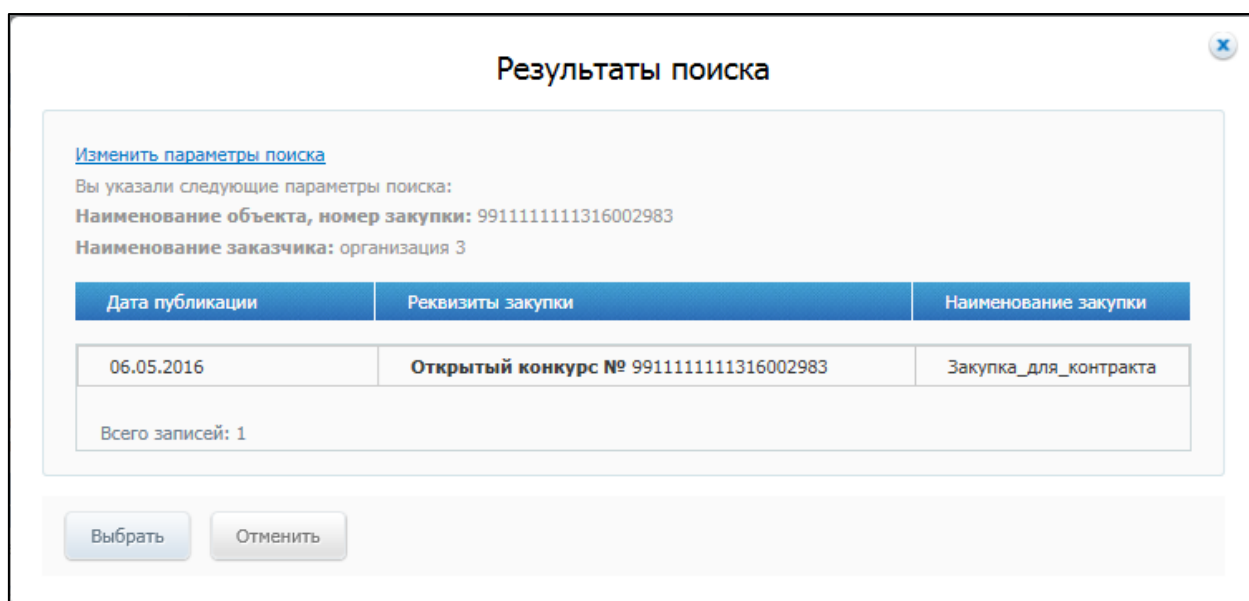 Результаты поиска
x
Изменить параметры поиска
Вы указали следующие параметры поиска:
Наименование объекта, номер закупки: 9911111111316002983
Наименование заказчика: организация 3
Дата публикации Реквизиты закупки Наименование закупки
06.05.2016 Открытый конкурс № 9911111111316002983 Закупка_для_контракта
Всего записей: 1
Выбрать Отменить